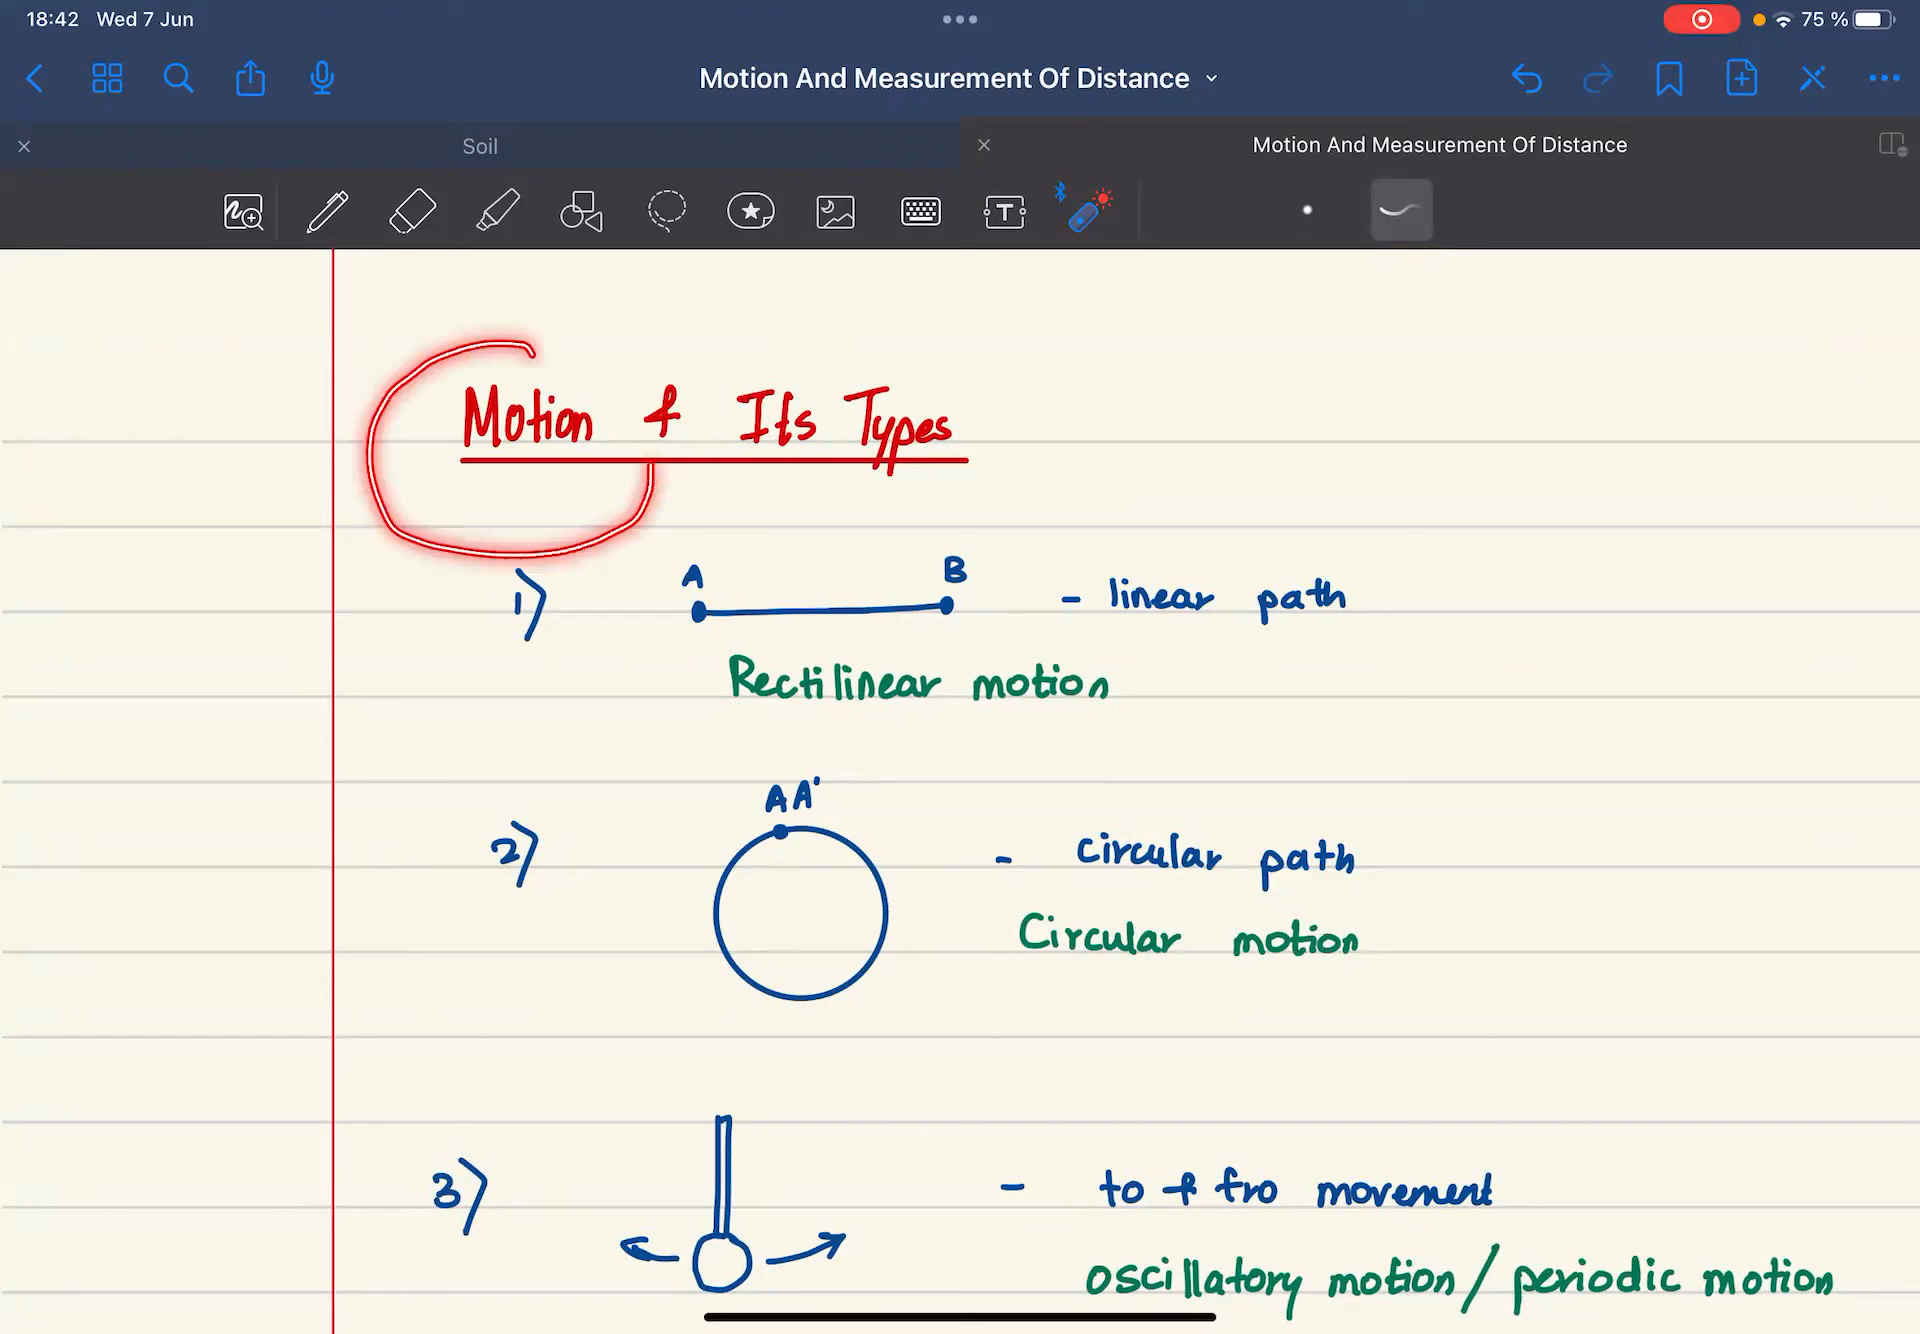 18:42 Wed 7 Jun
75 %
Motion And Measurement Of Distance
Soil
Motion And Measurement Of Distance
Motion & Its Types
1) A B - linear path
Rectilinear motion
A A'
2) - circular path
Circular motion
3) - to & fro movement
oscillatory motion / periodic motion